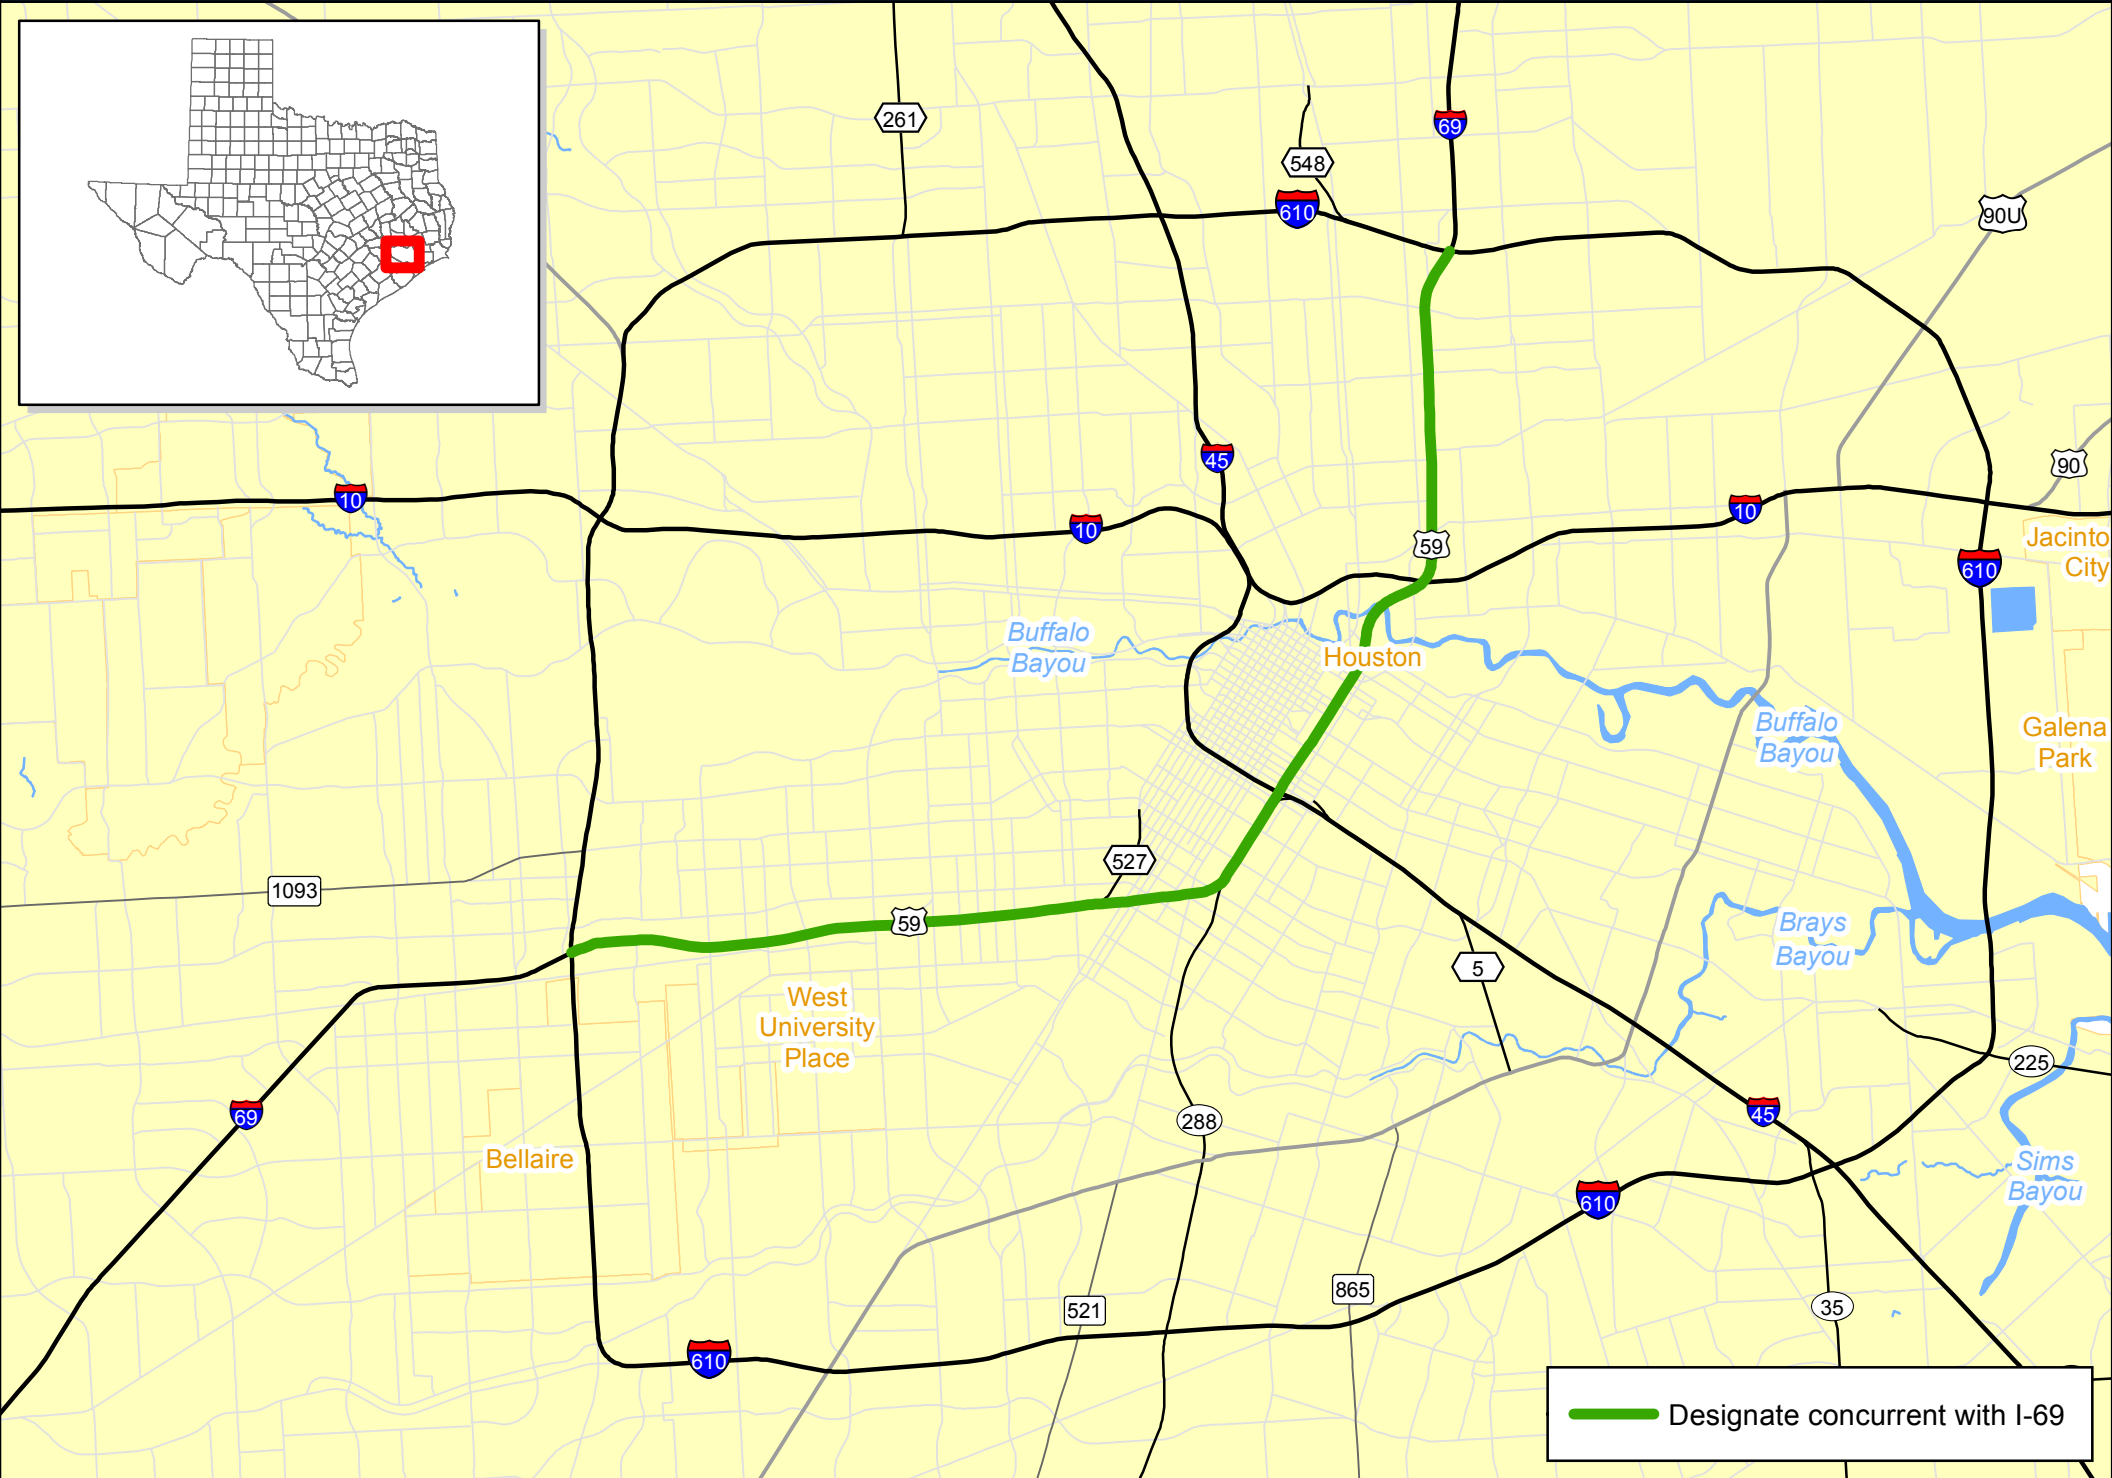 261
69
548
610
90U
45
90
10
10
10
59
Jacinto
City
610
Buffalo
Bayou
Houston
Buffalo
Bayou
Galena
Park
527
1093
59
Brays
Bayou
5
West
University
Place
225
69
288
45
Bellaire
Sims
Bayou
610
865
521
35
610
Designate concurrent with I-69